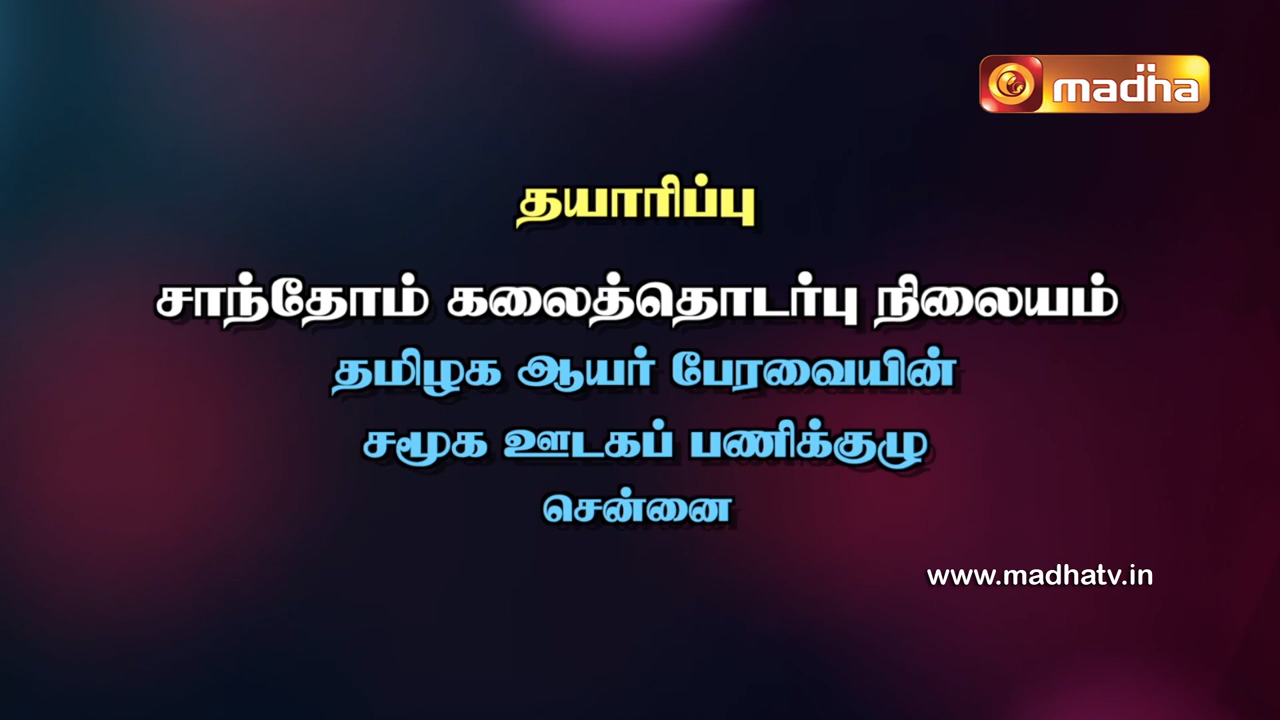 madha
தயாரிப்பு
சாந்தோம் கலைத்தொடர்பு நிலையம்
தமிழக ஆயர் பேரவையின்
சமூக ஊடகப் பணிக்குழு
சென்னை
www.madhatv.in